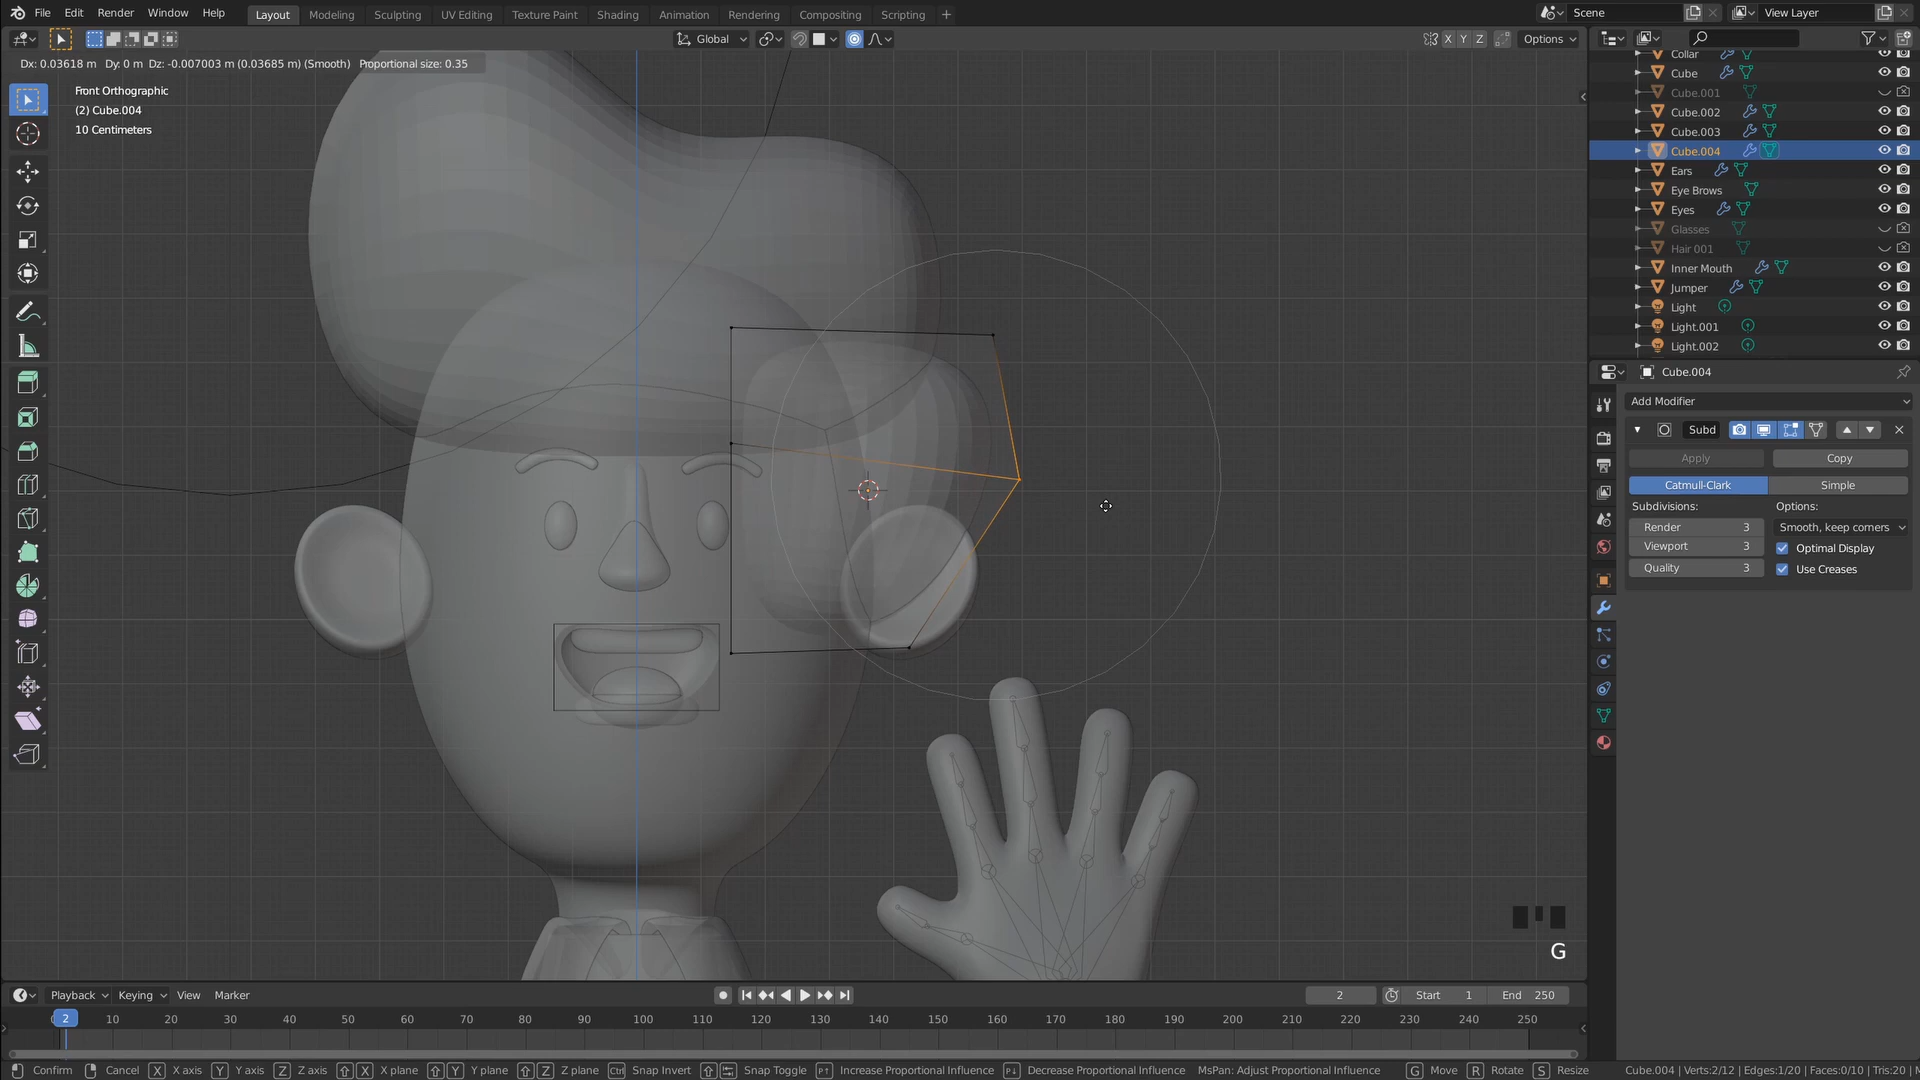 File Edit Render Window Help Layout Modeling Sculpting UV Editing Texture Paint Shading Animation Rendering Compositing Scripting + Scene View Layer
Global X Y Z Options
Dx: 0.03618 m Dy: 0 m Dz: -0.007003 m (0.03685 m) (Smooth) Proportional size: 0.35
Front Orthographic
(2) Cube.004
10 Centimeters
Collar
Cube
Cube.001
Cube.002
Cube.003
Cube.004
Ears
Eye Brows
Eyes
Glasses
Hair 001
Inner Mouth
Jumper
Light
Light.001
Light.002
Cube.004
Add Modifier
Subd
Apply Copy
Catmull-Clark Simple
Subdivisions: Options:
Render 3 Smooth, keep corners
Viewport 3 Optimal Display
Quality 3 Use Creases
G
Playback Keying View Marker 2 Start 1 End 250
2 10 20 30 40 50 60 70 80 90 100 110 120 130 140 150 160 170 180 190 200 210 220 230 240 250
Confirm Cancel X X axis Y Y axis Z Z axis X X plane Y Y plane Z Z plane Ctrl Snap Invert Snap Toggle Increase Proportional Influence Decrease Proportional Influence MsPan: Adjust Proportional Influence G Move R Rotate S Resize Cube.004 | Verts:2/12 | Edges:1/20 | Faces:0/10 | Tris:20 |